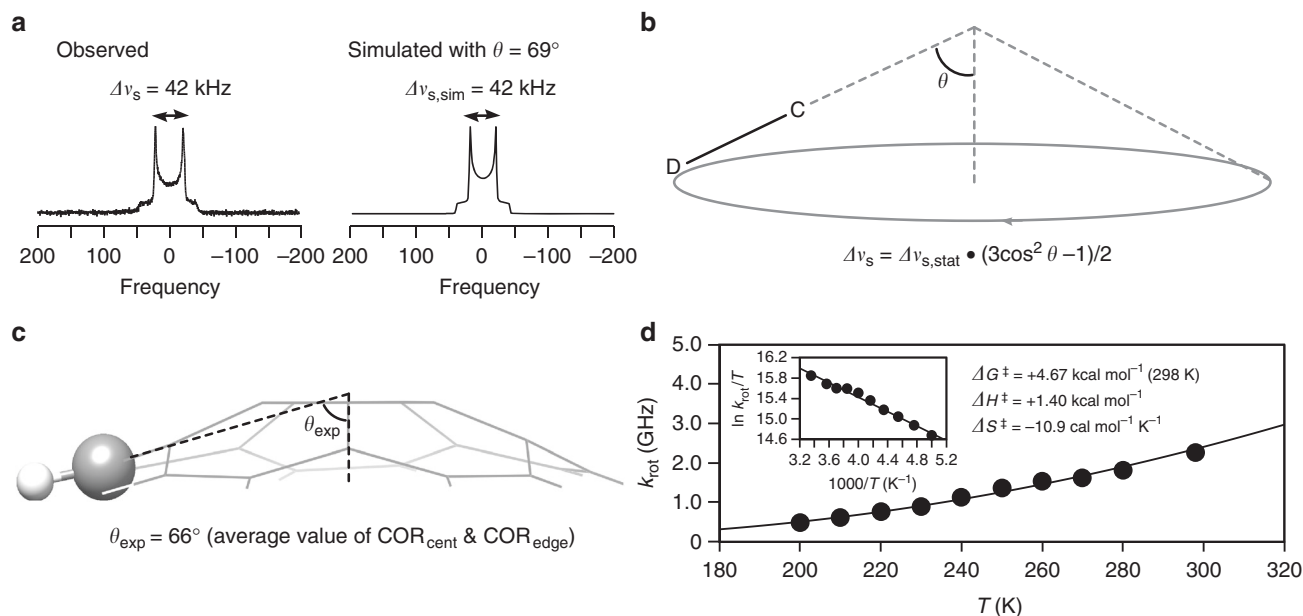 a
Observed
Δνs = 42 kHz
200 100 0 −100 −200
Frequency
Simulated with θ = 69°
Δνs,sim = 42 kHz
200 100 0 −100 −200
Frequency
b
θ
C
D
Δνs = Δνs,stat • (3cos² θ −1)/2
c
θexp
θexp = 66° (average value of CORcent & CORedge)
d
5.0
4.0
3.0
2.0
1.0
0
krot (GHz)
180 200 220 240 260 280 300 320
T (K)
16.2
15.8
15.4
15.0
14.6
ln krot/T
3.2 3.6 4.0 4.4 4.8 5.2
1000/T (K⁻¹)
ΔG‡ = +4.67 kcal mol⁻¹ (298 K)
ΔH‡ = +1.40 kcal mol⁻¹
ΔS‡ = −10.9 cal mol⁻¹ K⁻¹